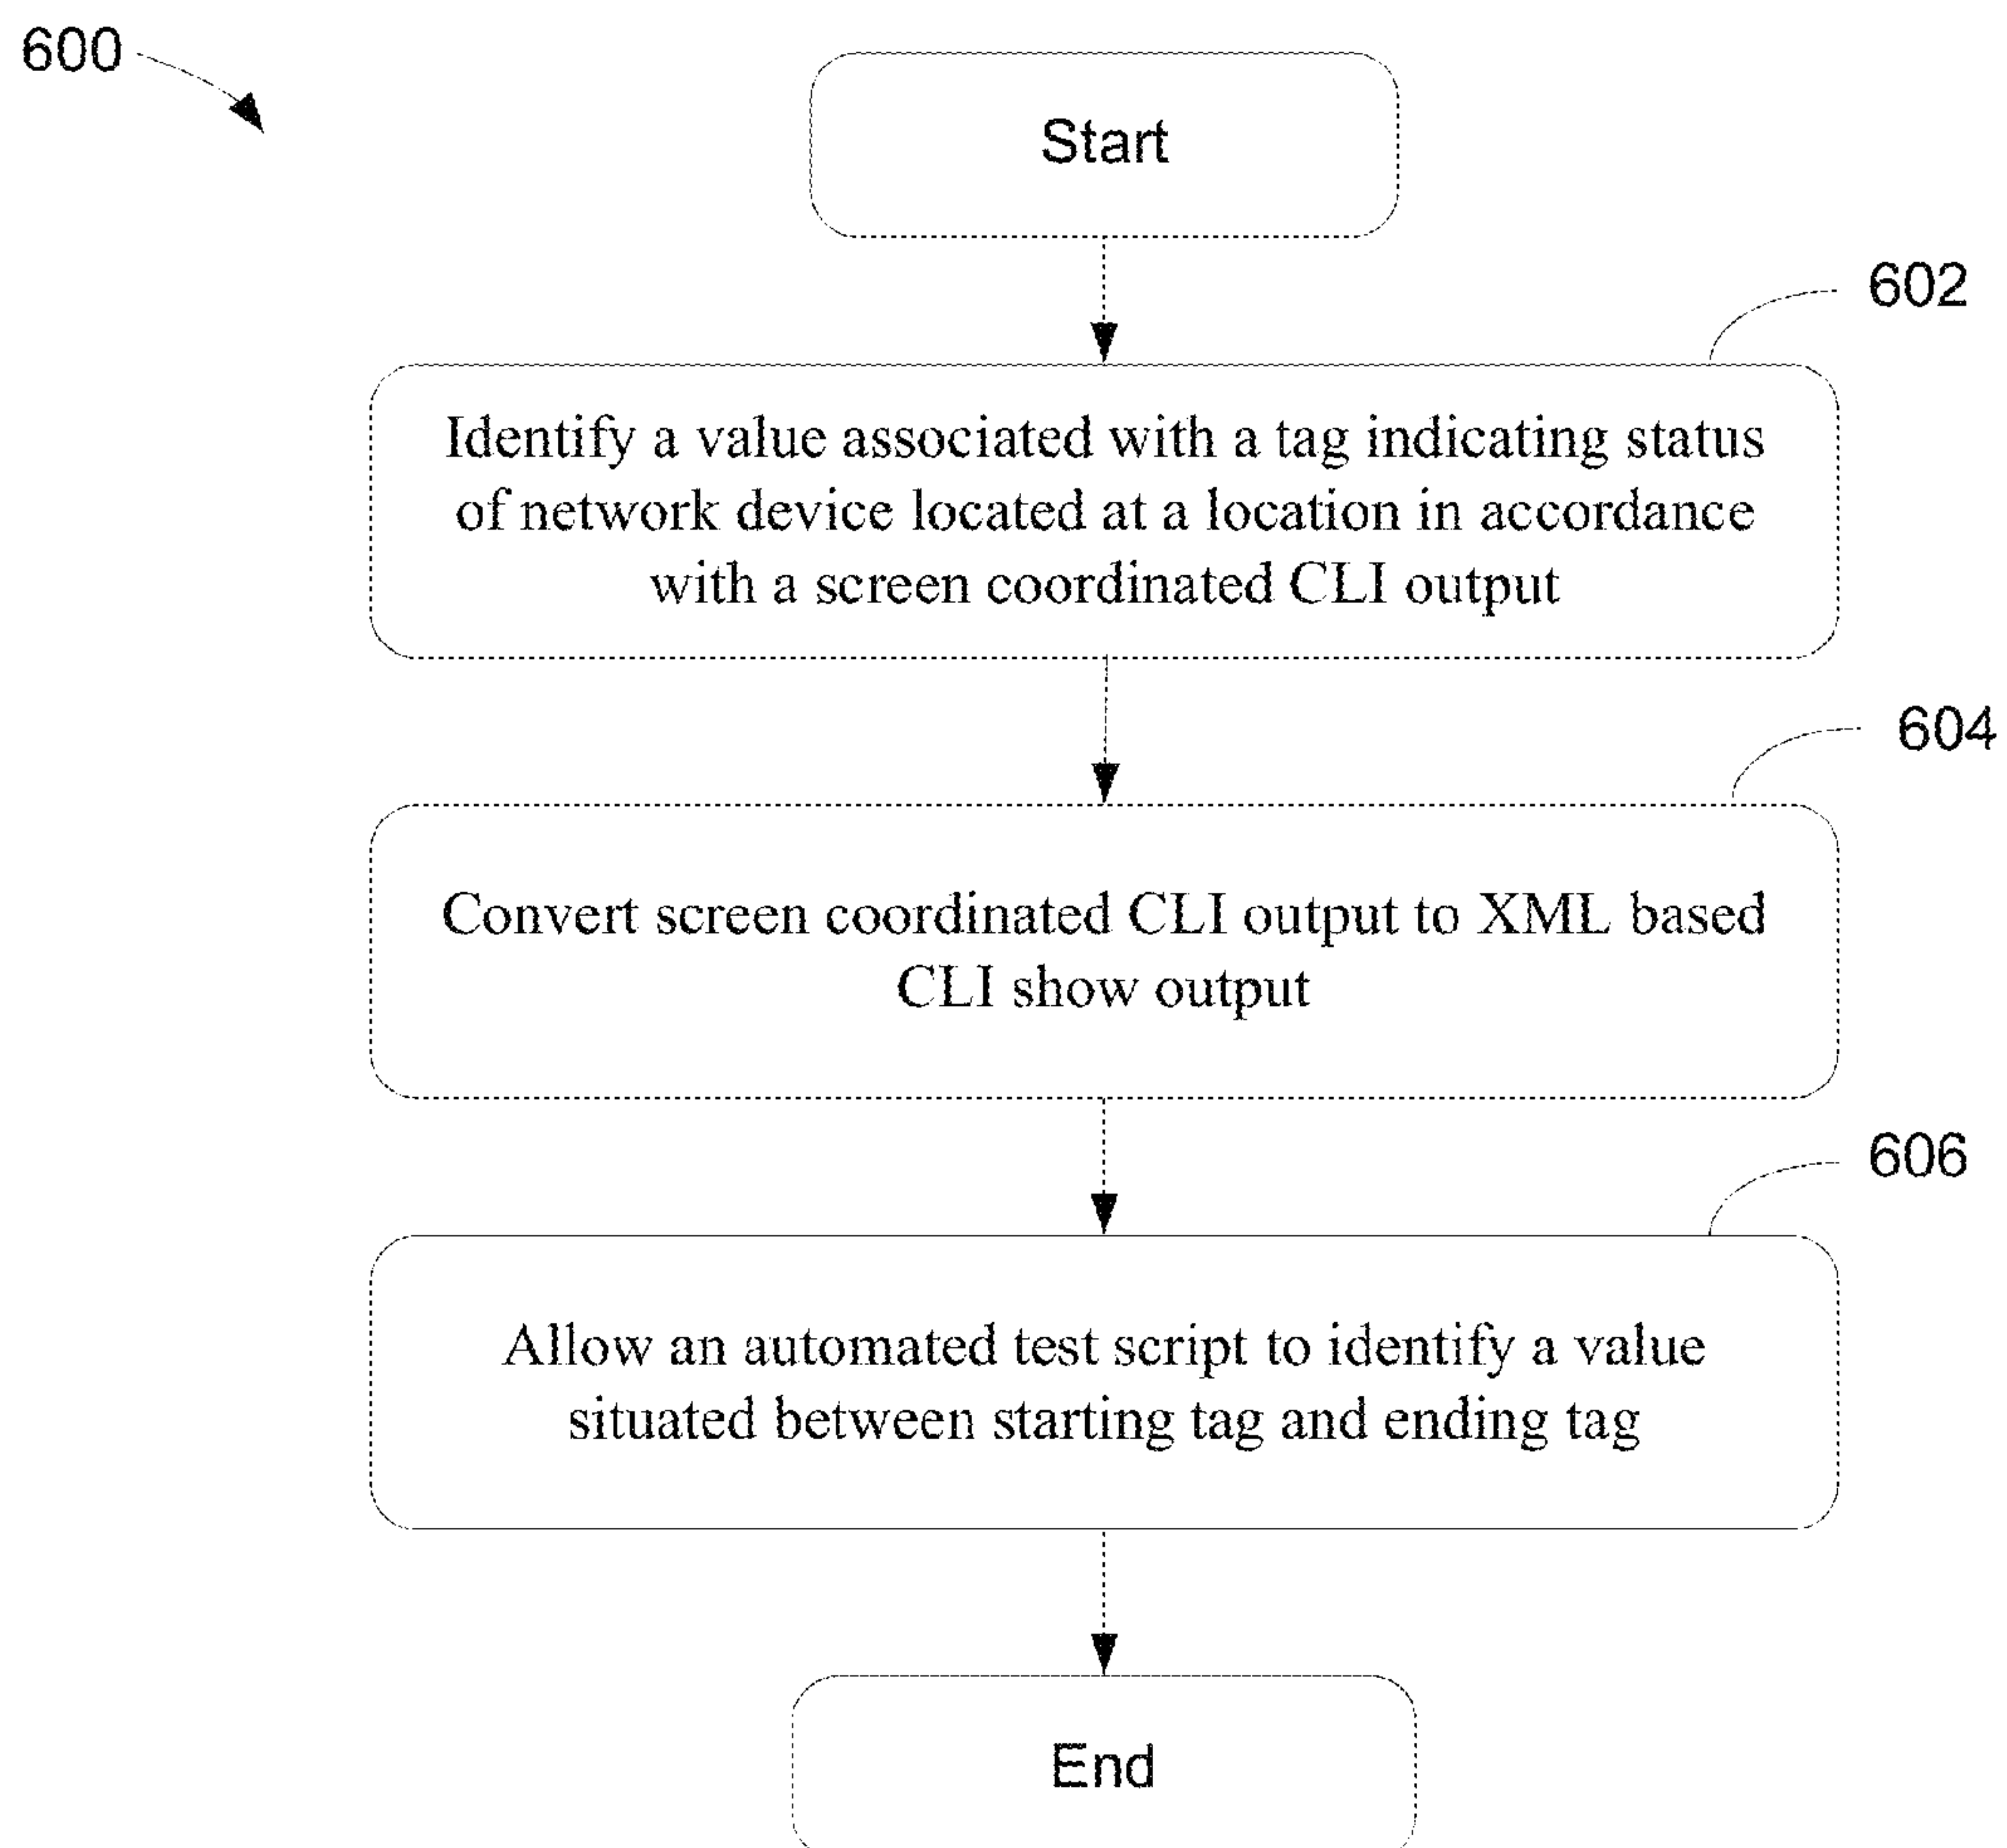 600
Start
602
Identify a value associated with a tag indicating status
of network device located at a location in accordance
with a screen coordinated CLI output
604
Convert screen coordinated CLI output to XML based
CLI show output
606
Allow an automated test script to identify a value
situated between starting tag and ending tag
End